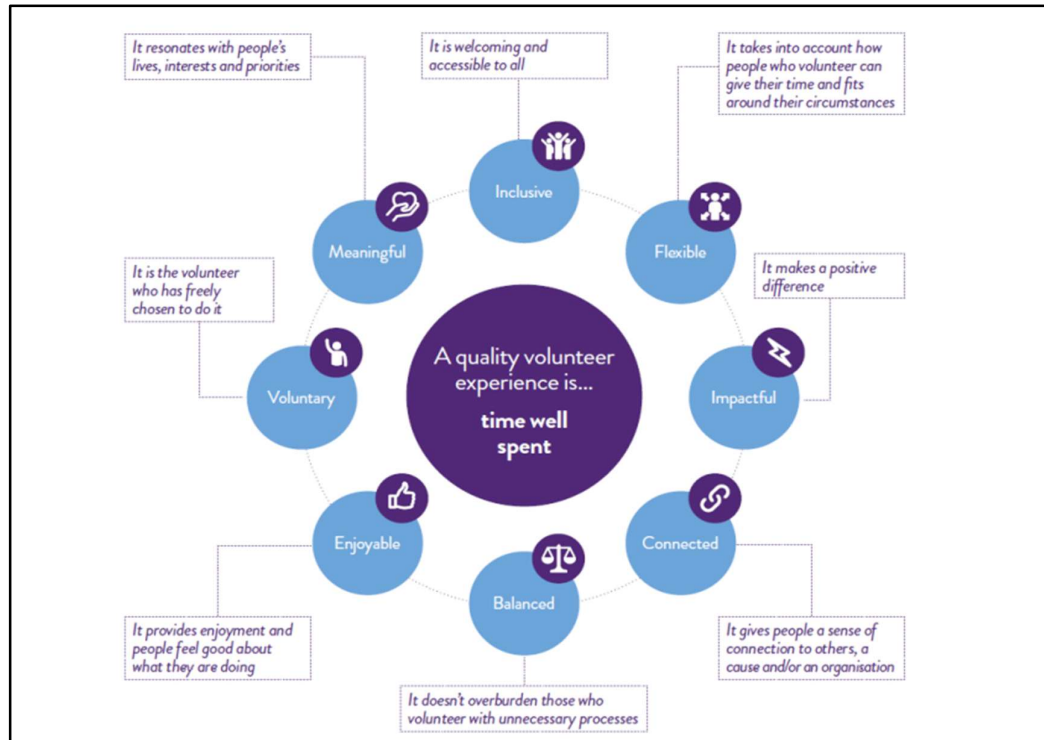 It resonates with people's
lives, interests and priorities
It is welcoming and
accessible to all
It takes into account how
people who volunteer can
give their time and fits
around their circumstances
Inclusive
Meaningful
Flexible
It is the volunteer
who has freely
chosen to do it
It makes a positive
difference
A quality volunteer
experience is...
time well
spent
Voluntary
Impactful
Enjoyable
Connected
Balanced
It provides enjoyment and
people feel good about
what they are doing
It gives people a sense of
connection to others, a
cause and/or an organisation
It doesn't overburden those who
volunteer with unnecessary processes